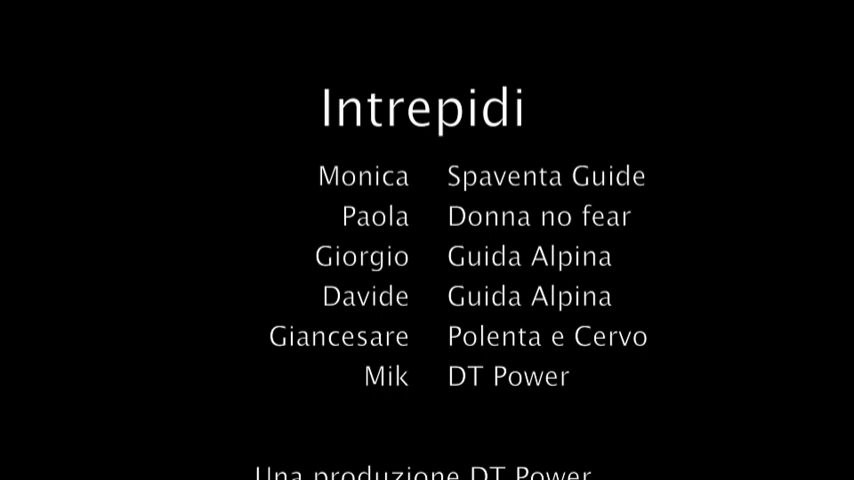 Intrepidi
Monica Spaventa Guide
Paola Donna no fear
Giorgio Guida Alpina
Davide Guida Alpina
Giancesare Polenta e Cervo
Mik DT Power
Una produzione DT Power